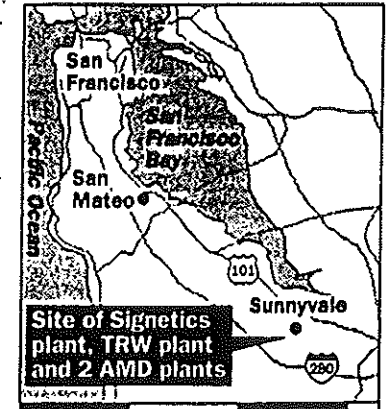 San
Francisco
San
Francisco
Bay
Pacific Ocean
San
Mateo
101
Sunnyvale
Site of Signetics
plant, TRW plant
and 2 AMD plants
280